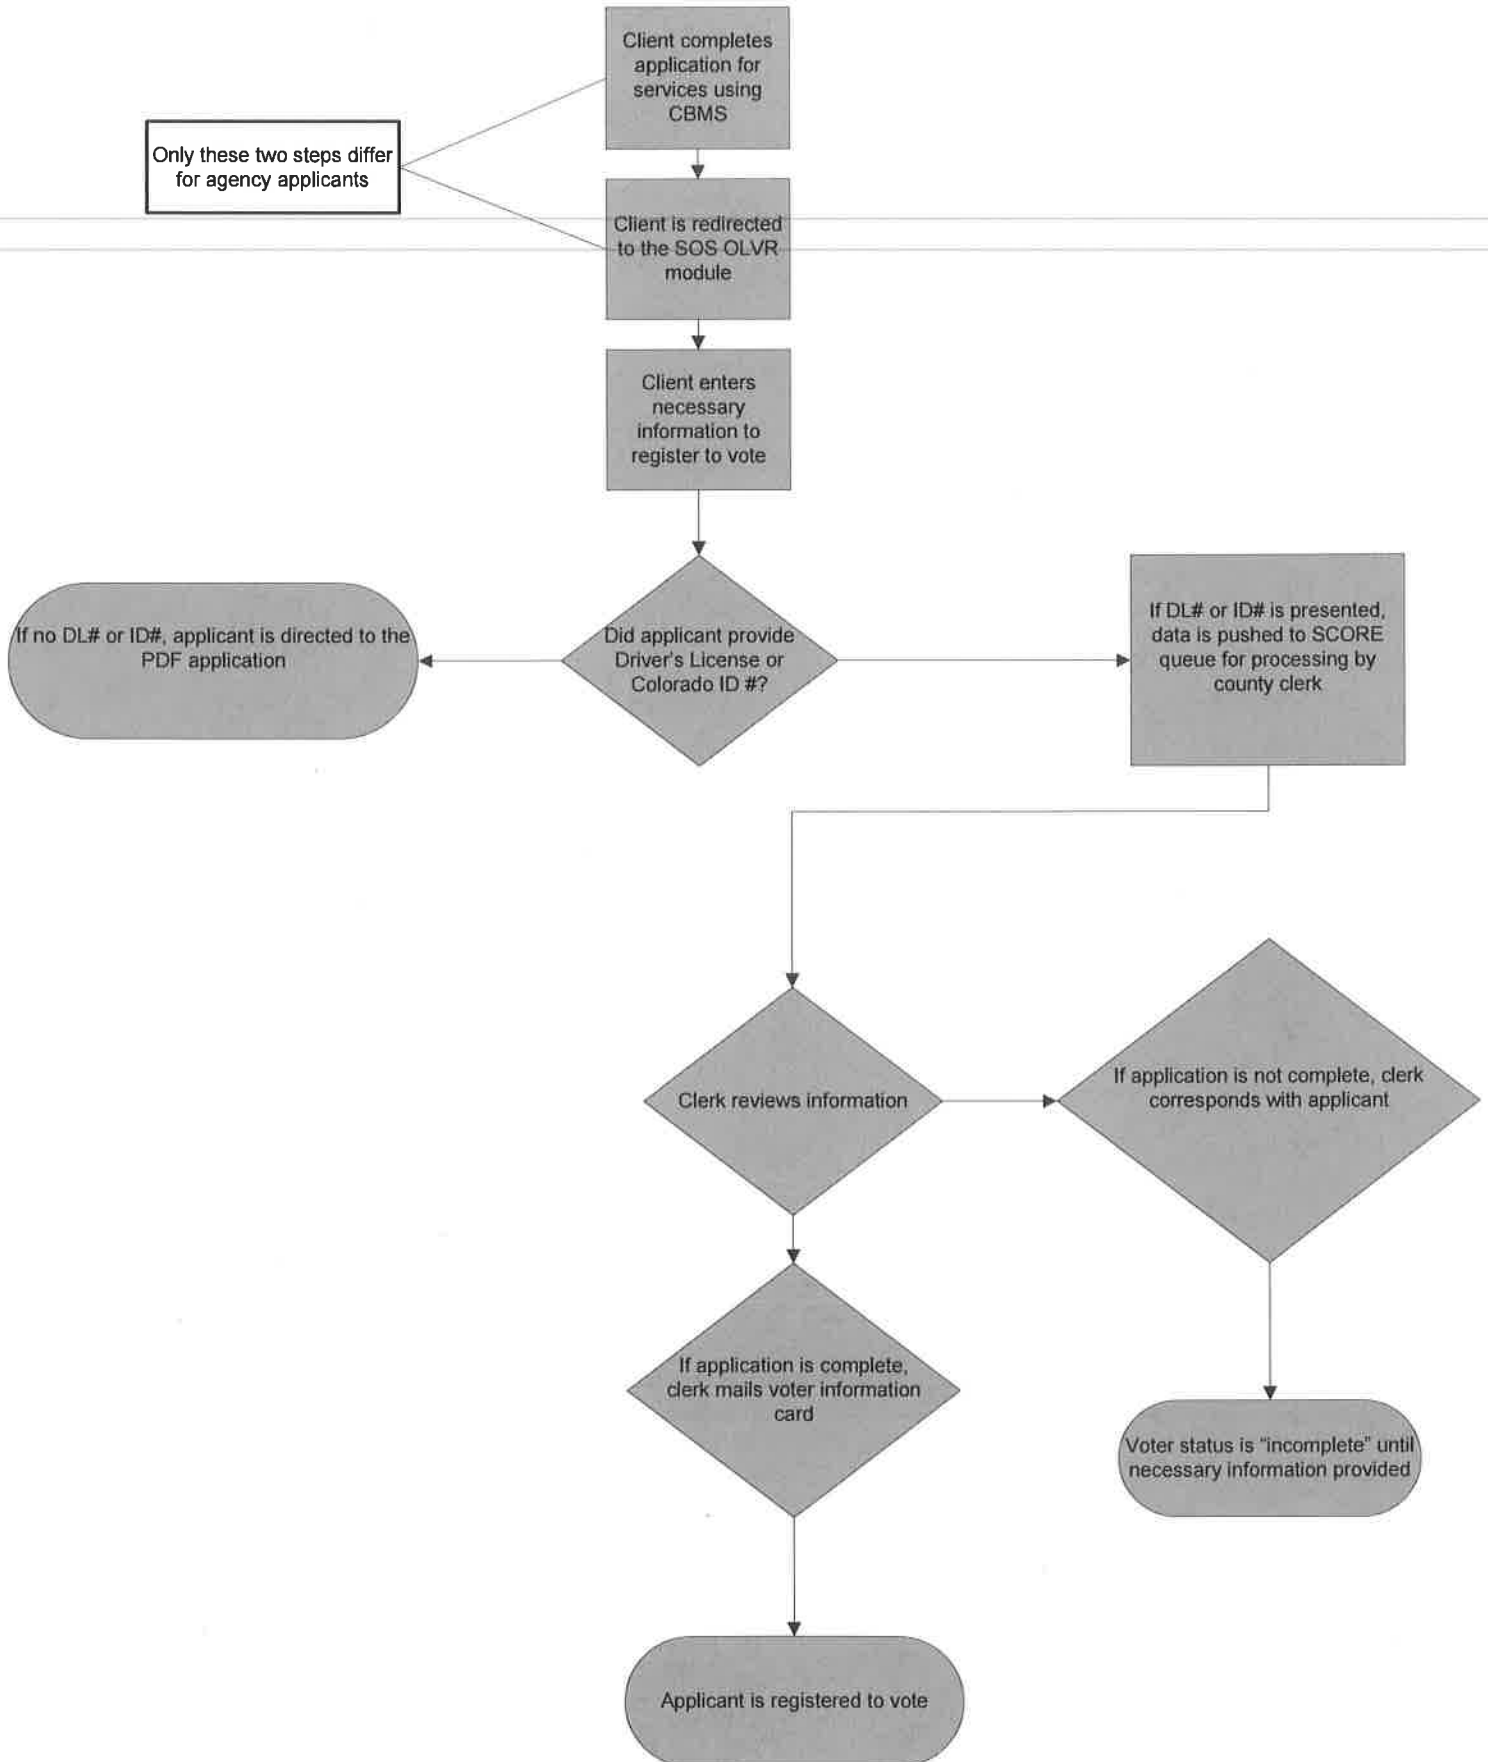 Client completes
application for
services using
CBMS
Only these two steps differ
for agency applicants
Client is redirected
to the SOS OLVR
module
Client enters
necessary
information to
register to vote
If no DL# or ID#, applicant is directed to the
PDF application
Did applicant provide
Driver's License or
Colorado ID #?
If DL# or ID# is presented,
data is pushed to SCORE
queue for processing by
county clerk
Clerk reviews information
If application is not complete, clerk
corresponds with applicant
If application is complete,
clerk mails voter information
card
Voter status is “incomplete” until
necessary information provided
Applicant is registered to vote